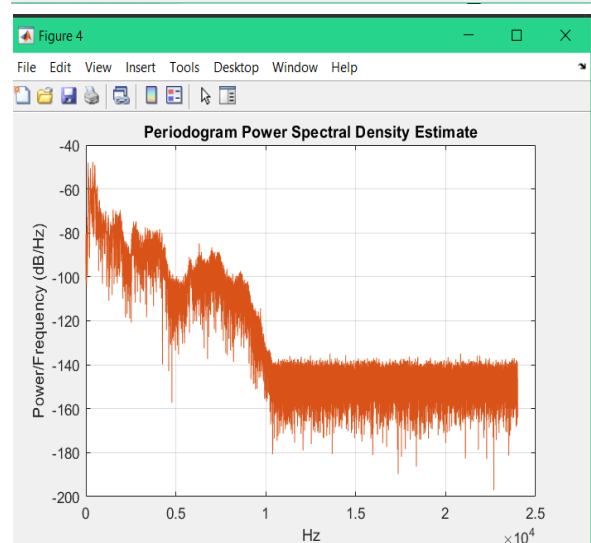 Figure 4
File Edit View Insert Tools Desktop Window Help
Periodogram Power Spectral Density Estimate
-40
-60
-80
-100
-120
-140
-160
-180
-200
Power/Frequency (dB/Hz)
0 0.5 1 1.5 2 2.5
Hz
×10⁴